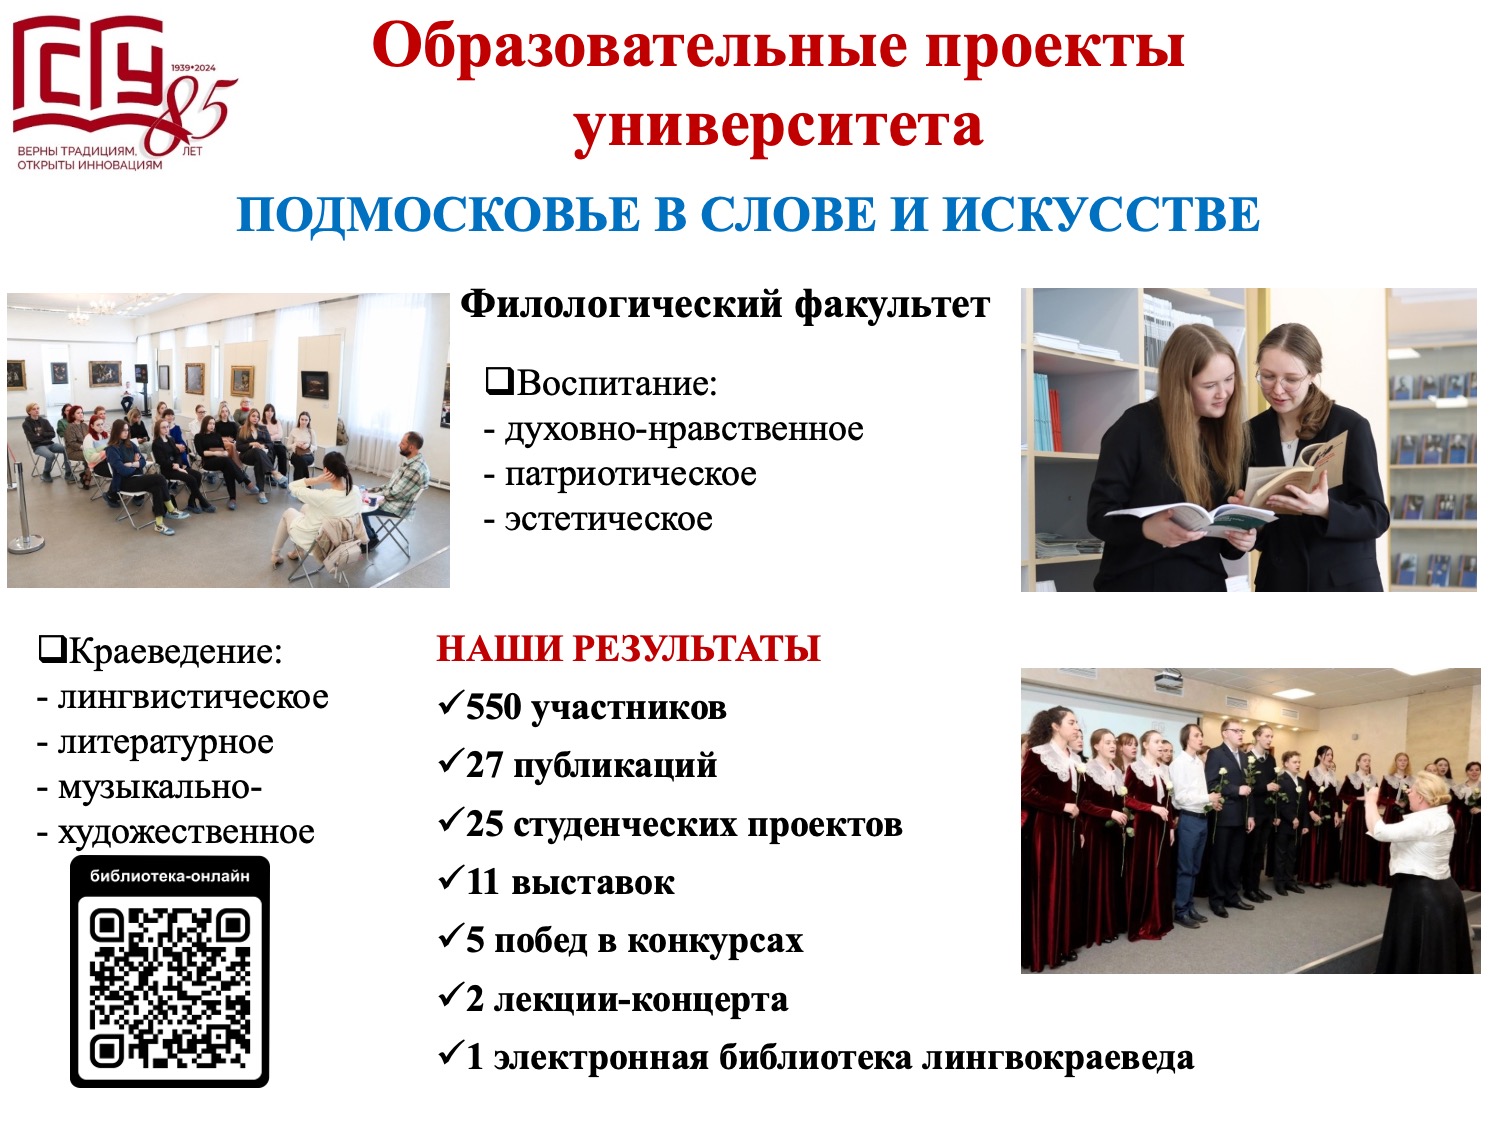 ГСГУ
1939•2024
85
ЛЕТ
ВЕРНЫ ТРАДИЦИЯМ,
ОТКРЫТЫ ИННОВАЦИЯМ
Образовательные проекты
университета
ПОДМОСКОВЬЕ В СЛОВЕ И ИСКУССТВЕ
Филологический факультет
❑Воспитание:
- духовно-нравственное
- патриотическое
- эстетическое
❑Краеведение:
- лингвистическое
- литературное
- музыкально-
- художественное
библиотека-онлайн
НАШИ РЕЗУЛЬТАТЫ
✓550 участников
✓27 публикаций
✓25 студенческих проектов
✓11 выставок
✓5 побед в конкурсах
✓2 лекции-концерта
✓1 электронная библиотека лингвокраеведа